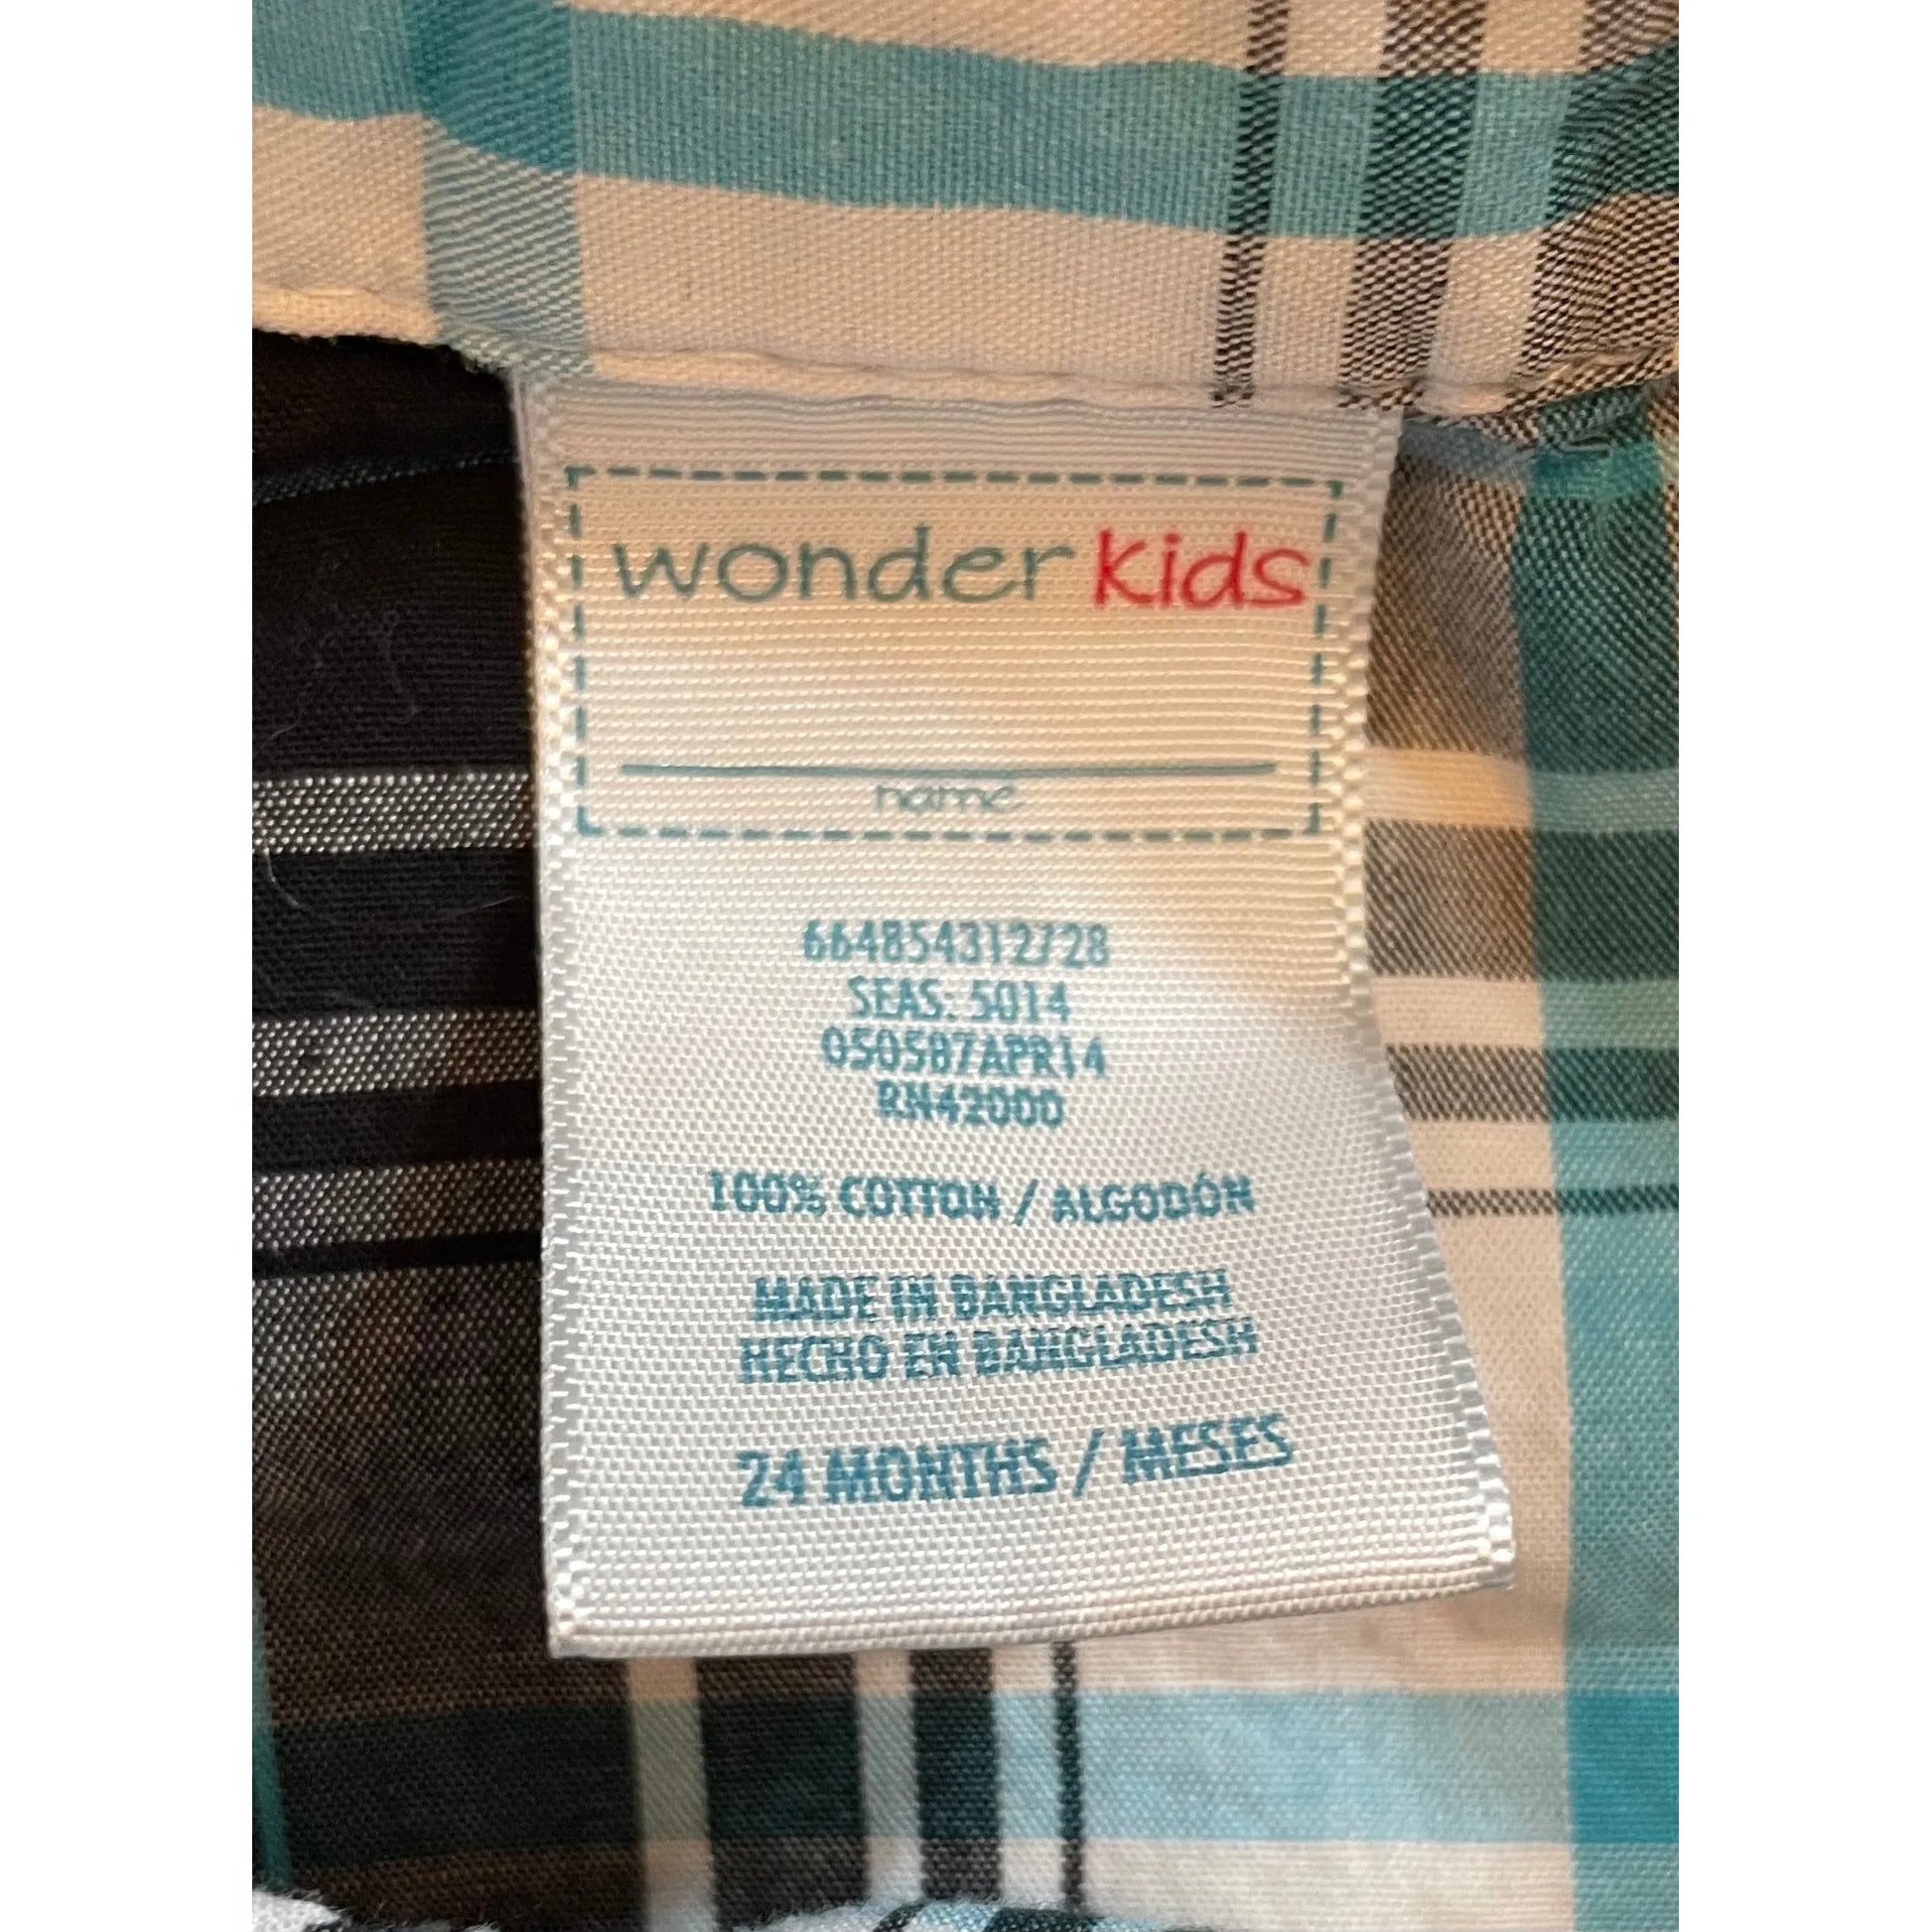 wonder kids
name
664854312728
SEAS: 5014
050587APR14
RN42000
100% COTTON / ALGODÓN
MADE IN BANGLADESH
HECHO EN BANGLADESH
24 MONTHS / MESES